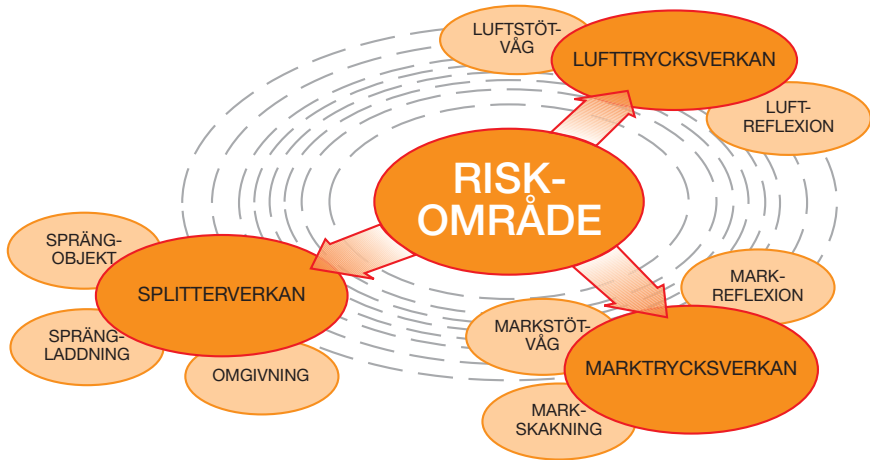 LUFTSTÖT-
VÅG
LUFTTRYCKSVERKAN
LUFT-
REFLEXION
RISK-
OMRÅDE
SPRÄNG-
OBJEKT
SPLITTERVERKAN
SPRÄNG-
LADDNING
OMGIVNING
MARK-
REFLEXION
MARKSTÖT-
VÅG
MARKTRYCKSVERKAN
MARK-
SKAKNING